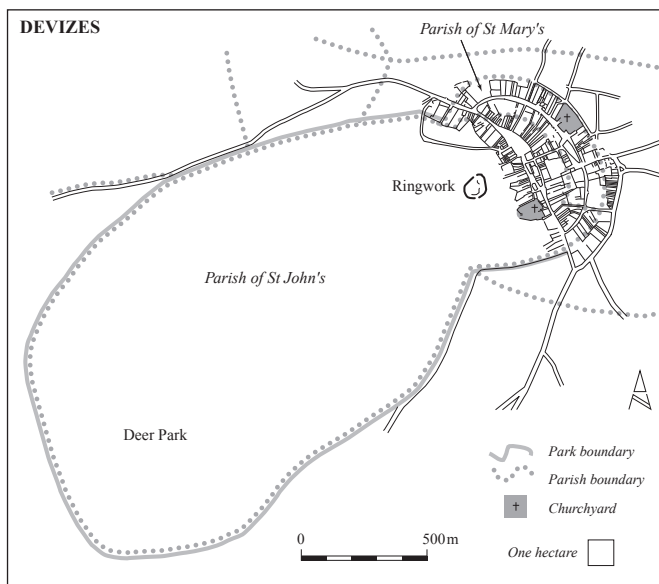 DEVIZES
Parish of St Mary's
Ringwork
Parish of St John's
Deer Park
Park boundary
Parish boundary
Churchyard
0
500m
One hectare